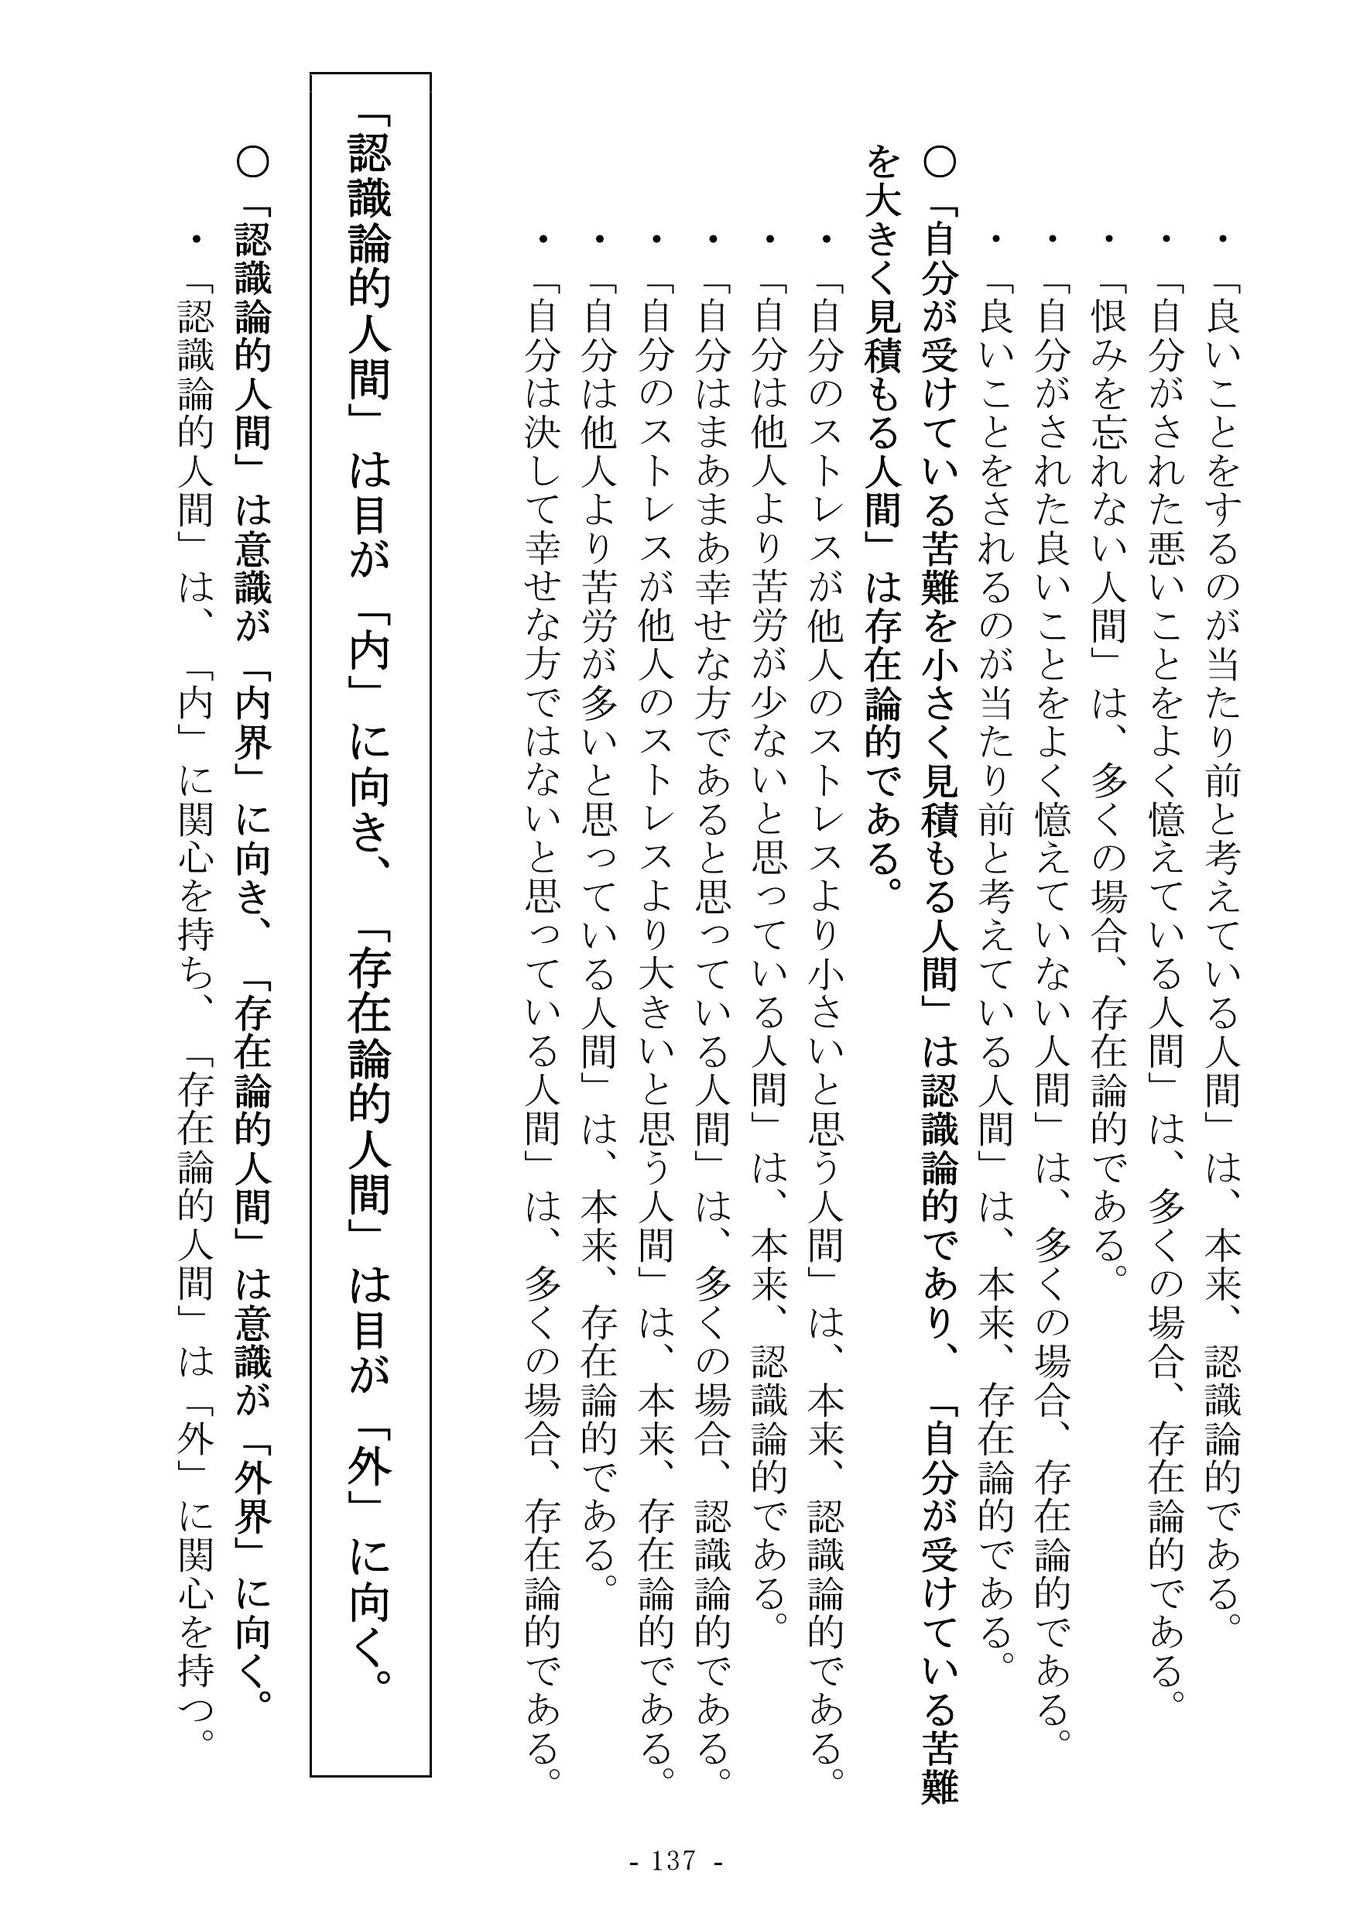 ・「良いことをするのが当たり前と考えている人間」は、本来、認識論的である。
・「自分がされた悪いことをよく憶えている人間」は、多くの場合、存在論的である。
・「恨みを忘れない人間」は、多くの場合、存在論的である。
・「自分がされた良いことをよく憶えていない人間」は、多くの場合、存在論的である。
・「良いことをされるのが当たり前と考えている人間」は、本来、存在論的である。
〇「自分が受けている苦難を小さく見積もる人間」は認識論的であり、「自分が受けている苦難
を大きく見積もる人間」は存在論的である。
・「自分のストレスが他人のストレスより小さいと思う人間」は、本来、認識論的である。
・「自分は他人より苦労が少ないと思っている人間」は、本来、認識論的である。
・「自分はまあまあ幸せな方であると思っている人間」は、多くの場合、認識論的である。
・「自分のストレスが他人のストレスより大きいと思う人間」は、本来、存在論的である。
・「自分は他人より苦労が多いと思っている人間」は、本来、存在論的である。
・「自分は決して幸せな方ではないと思っている人間」は、多くの場合、存在論的である。
「認識論的人間」は目が「内」に向き、「存在論的人間」は目が「外」に向く。
〇「認識論的人間」は意識が「内界」に向き、「存在論的人間」は意識が「外界」に向く。
・「認識論的人間」は、「内」に関心を持ち、「存在論的人間」は「外」に関心を持つ。
- 137 -